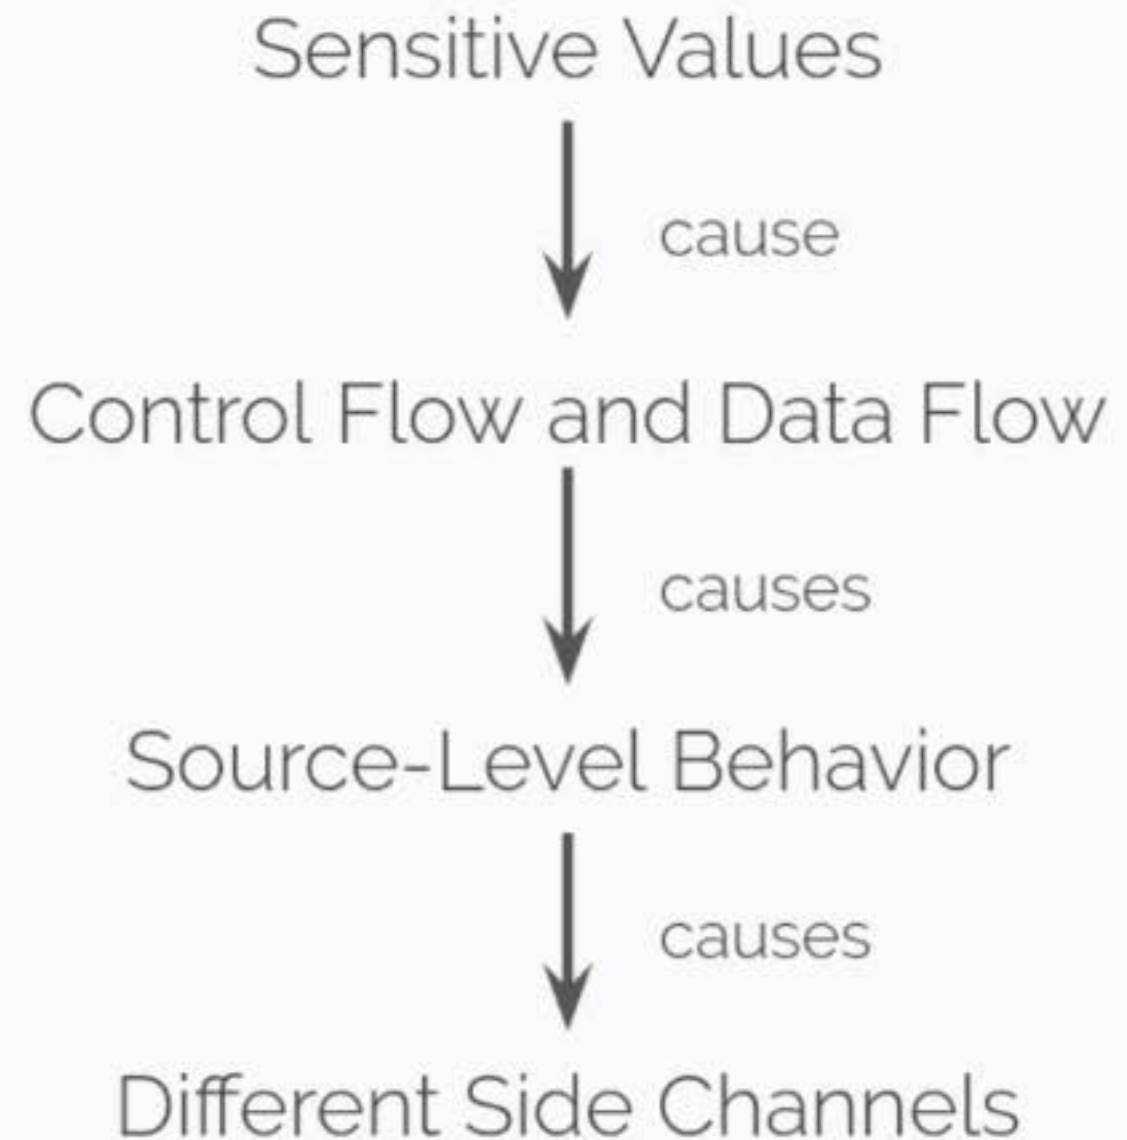 Sensitive Values
cause
Control Flow and Data Flow
causes
Source-Level Behavior
causes
Different Side Channels